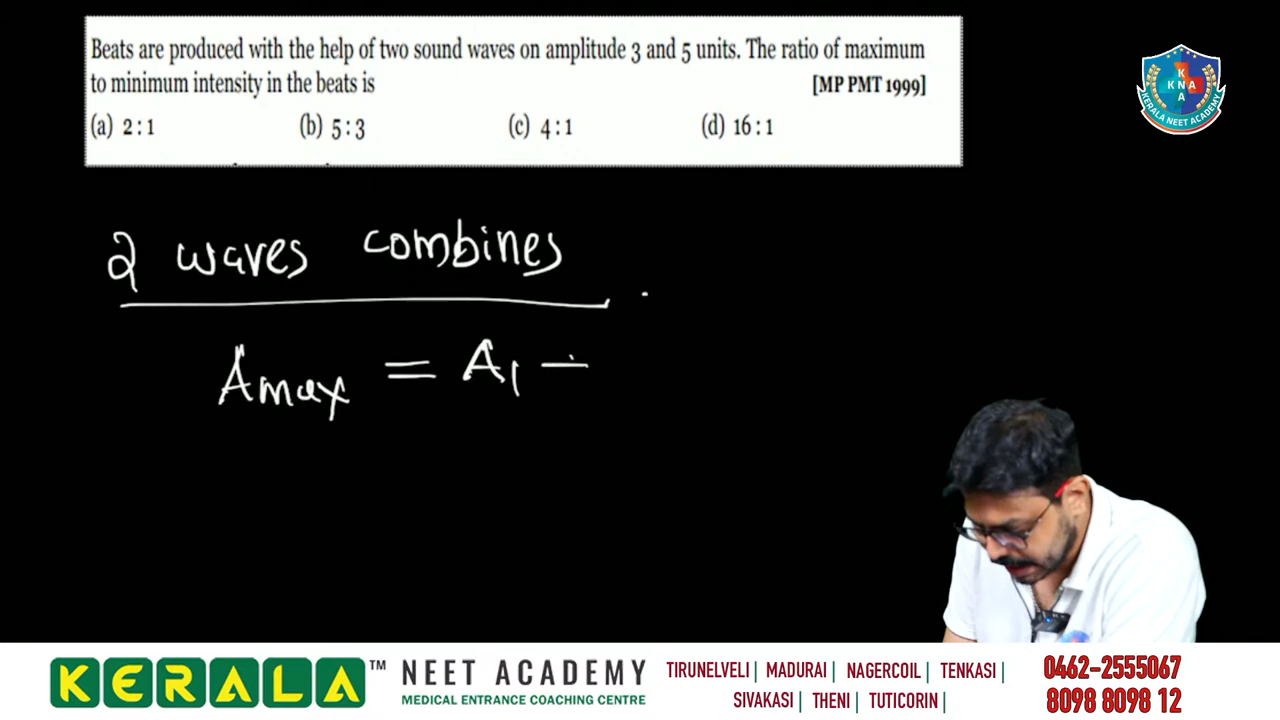 Beats are produced with the help of two sound waves on amplitude 3 and 5 units. The ratio of maximum
to minimum intensity in the beats is [MP PMT 1999]
(a) 2 : 1 (b) 5 : 3 (c) 4 : 1 (d) 16 : 1
2 waves combines
Amax = A1 -
KNA
KERALA NEET ACADEMY
KERALA™ NEET ACADEMY
MEDICAL ENTRANCE COACHING CENTRE
TIRUNELVELI | MADURAI | NAGERCOIL | TENKASI |
SIVAKASI | THENI | TUTICORIN |
0462-2555067
8098 8098 12